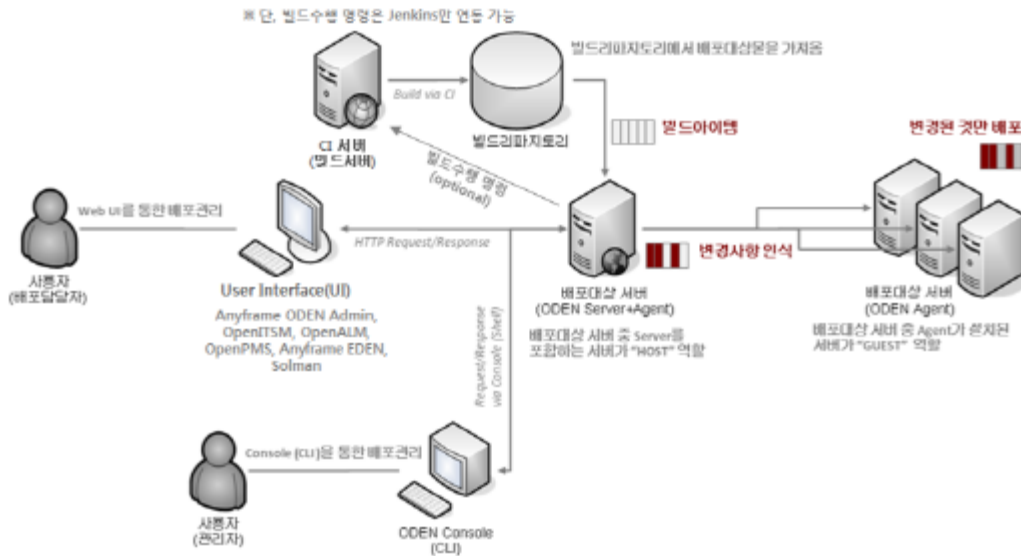 ※ 단, 빌드수행 명령은 Jenkins만 연동 가능
빌드리파지토리에서 배포대상물을 가져옴
Build via CI
CI 서버
(빌드서버)
빌드리파지토리
빌드아이템
변경된 것만 배포
빌드수행 명령
(optional)
Web UI를 통한 배포관리
HTTP Request/Response
변경사항 인식
사용자
(배포담당자)
User Interface(UI)
Anyframe ODEN Admin,
OpenITSM, OpenALM,
OpenPMS, Anyframe EDEN,
Solman
배포대상 서버
(ODEN Server+Agent)
배포대상 서버 중 Server를
포함하는 서버가 "HOST" 역할
배포대상 서버
(ODEN Agent)
배포대상 서버 중 Agent가 설치된
서버가 "GUEST" 역할
Request/Response
via Console (Shell)
Console (CLI)을 통한 배포관리
사용자
(관리자)
ODEN Console
(CLI)